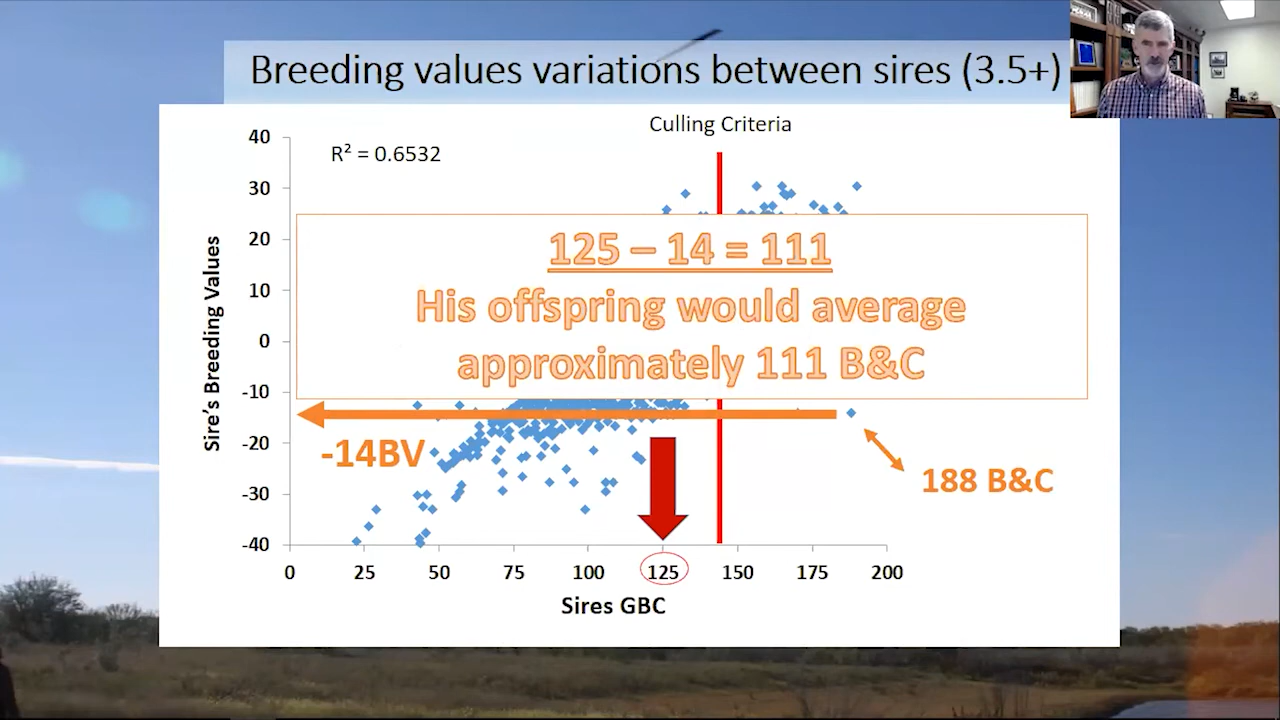 Breeding values variations between sires (3.5+)
Culling Criteria
R² = 0.6532
40
30
20
10
0
-10
-20
-30
-40
Sire's Breeding Values
125 – 14 = 111
His offspring would average
approximately 111 B&C
-14BV
188 B&C
0 25 50 75 100 125 150 175 200
Sires GBC